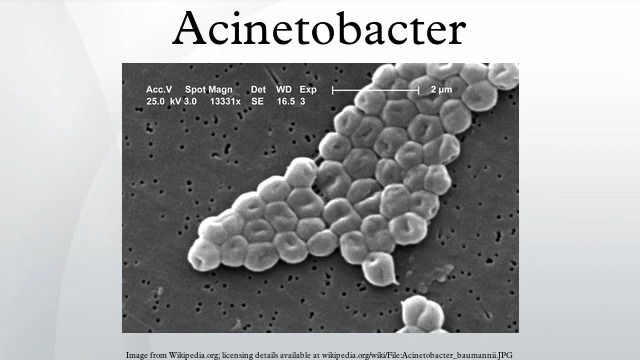 Acinetobacter
Acc.V Spot Magn Det WD Exp 2 µm
25.0 kV 3.0 13331x SE 16.5 3
Image from Wikipedia.org; licensing details available at wikipedia.org/wiki/File:Acinetobacter_baumannii.JPG